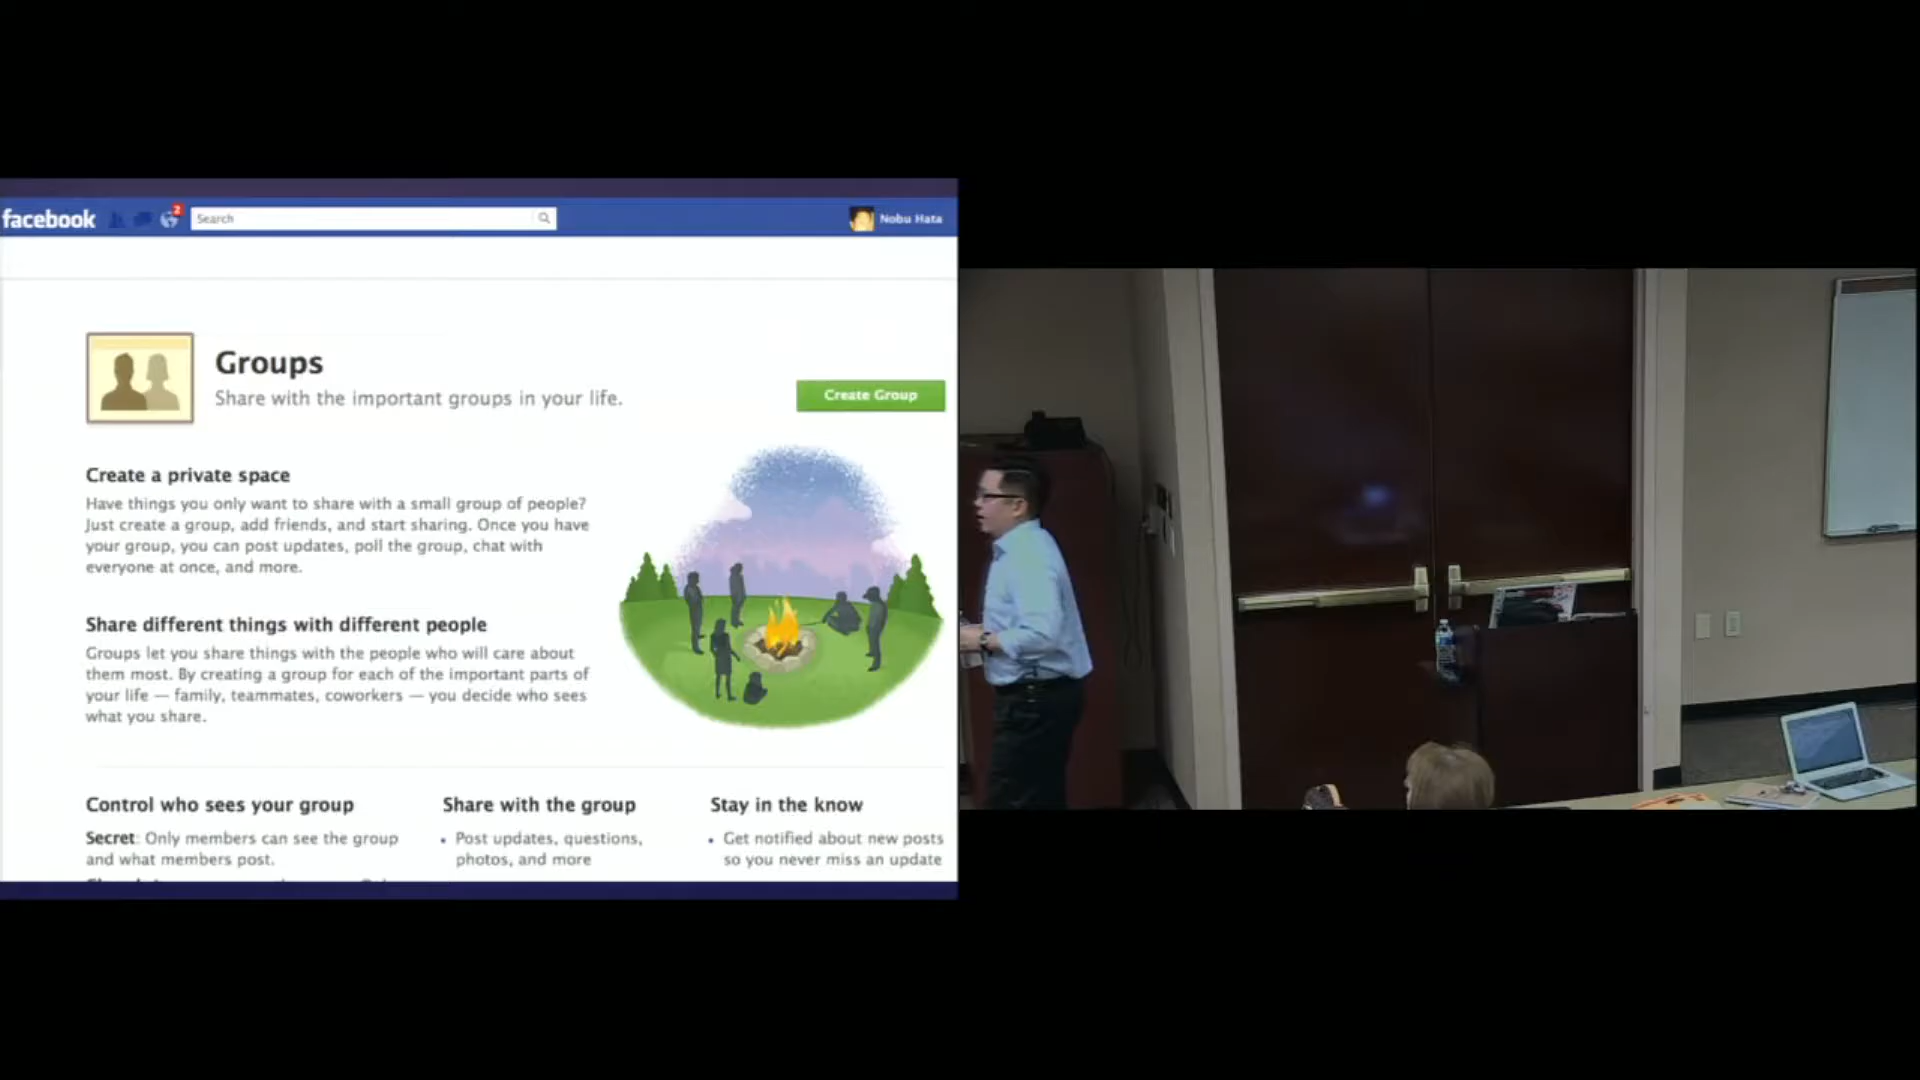 facebook
2
Search
Nobu Hata
Groups
Share with the important groups in your life.
Create Group
Create a private space
Have things you only want to share with a small group of people?
Just create a group, add friends, and start sharing. Once you have
your group, you can post updates, poll the group, chat with
everyone at once, and more.
Share different things with different people
Groups let you share things with the people who will care about
them most. By creating a group for each of the important parts of
your life — family, teammates, coworkers — you decide who sees
what you share.
Control who sees your group
Secret: Only members can see the group
and what members post.
Share with the group
• Post updates, questions,
photos, and more
Stay in the know
• Get notified about new posts
so you never miss an update